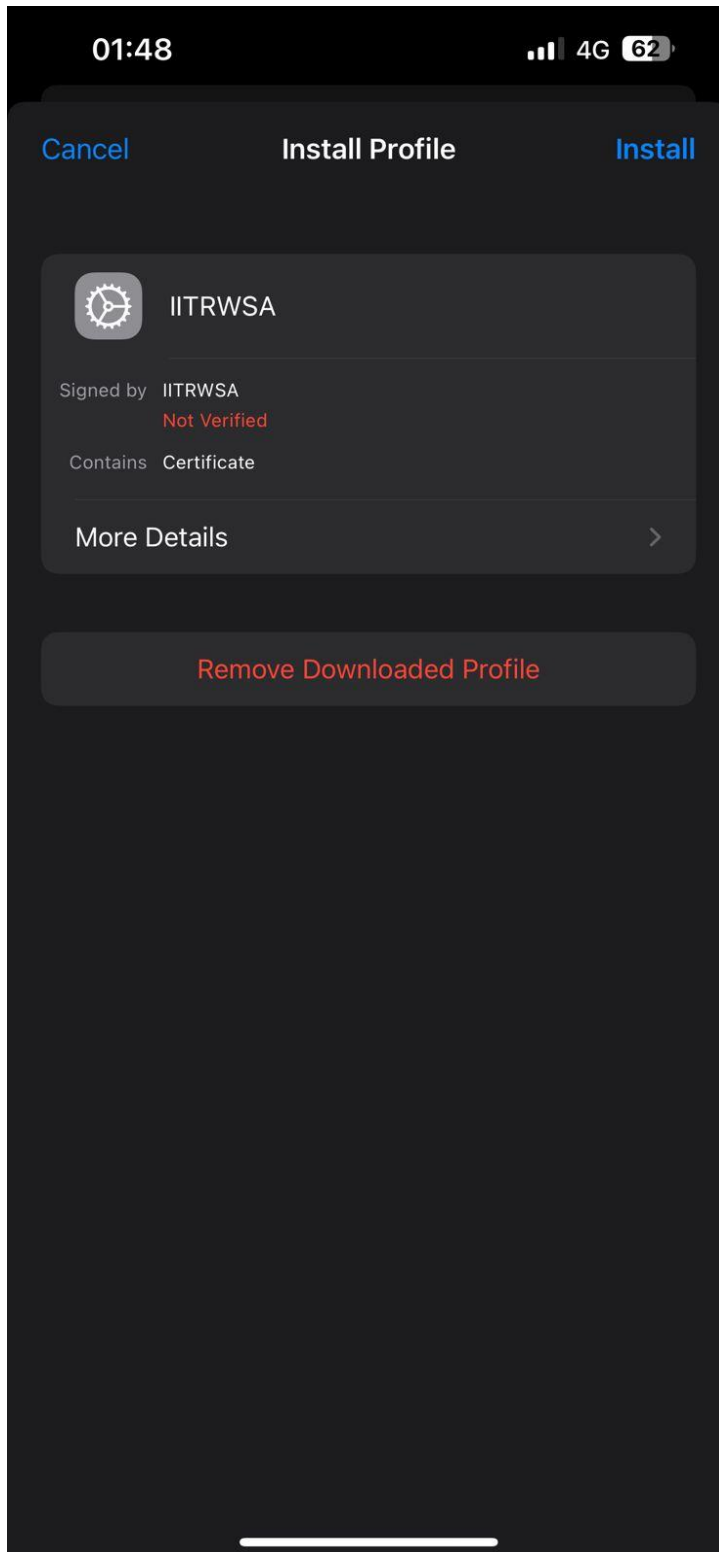 01:48 4G 62
Cancel Install Profile Install
IITRWSA
Signed by IITRWSA
Not Verified
Contains Certificate
More Details
Remove Downloaded Profile